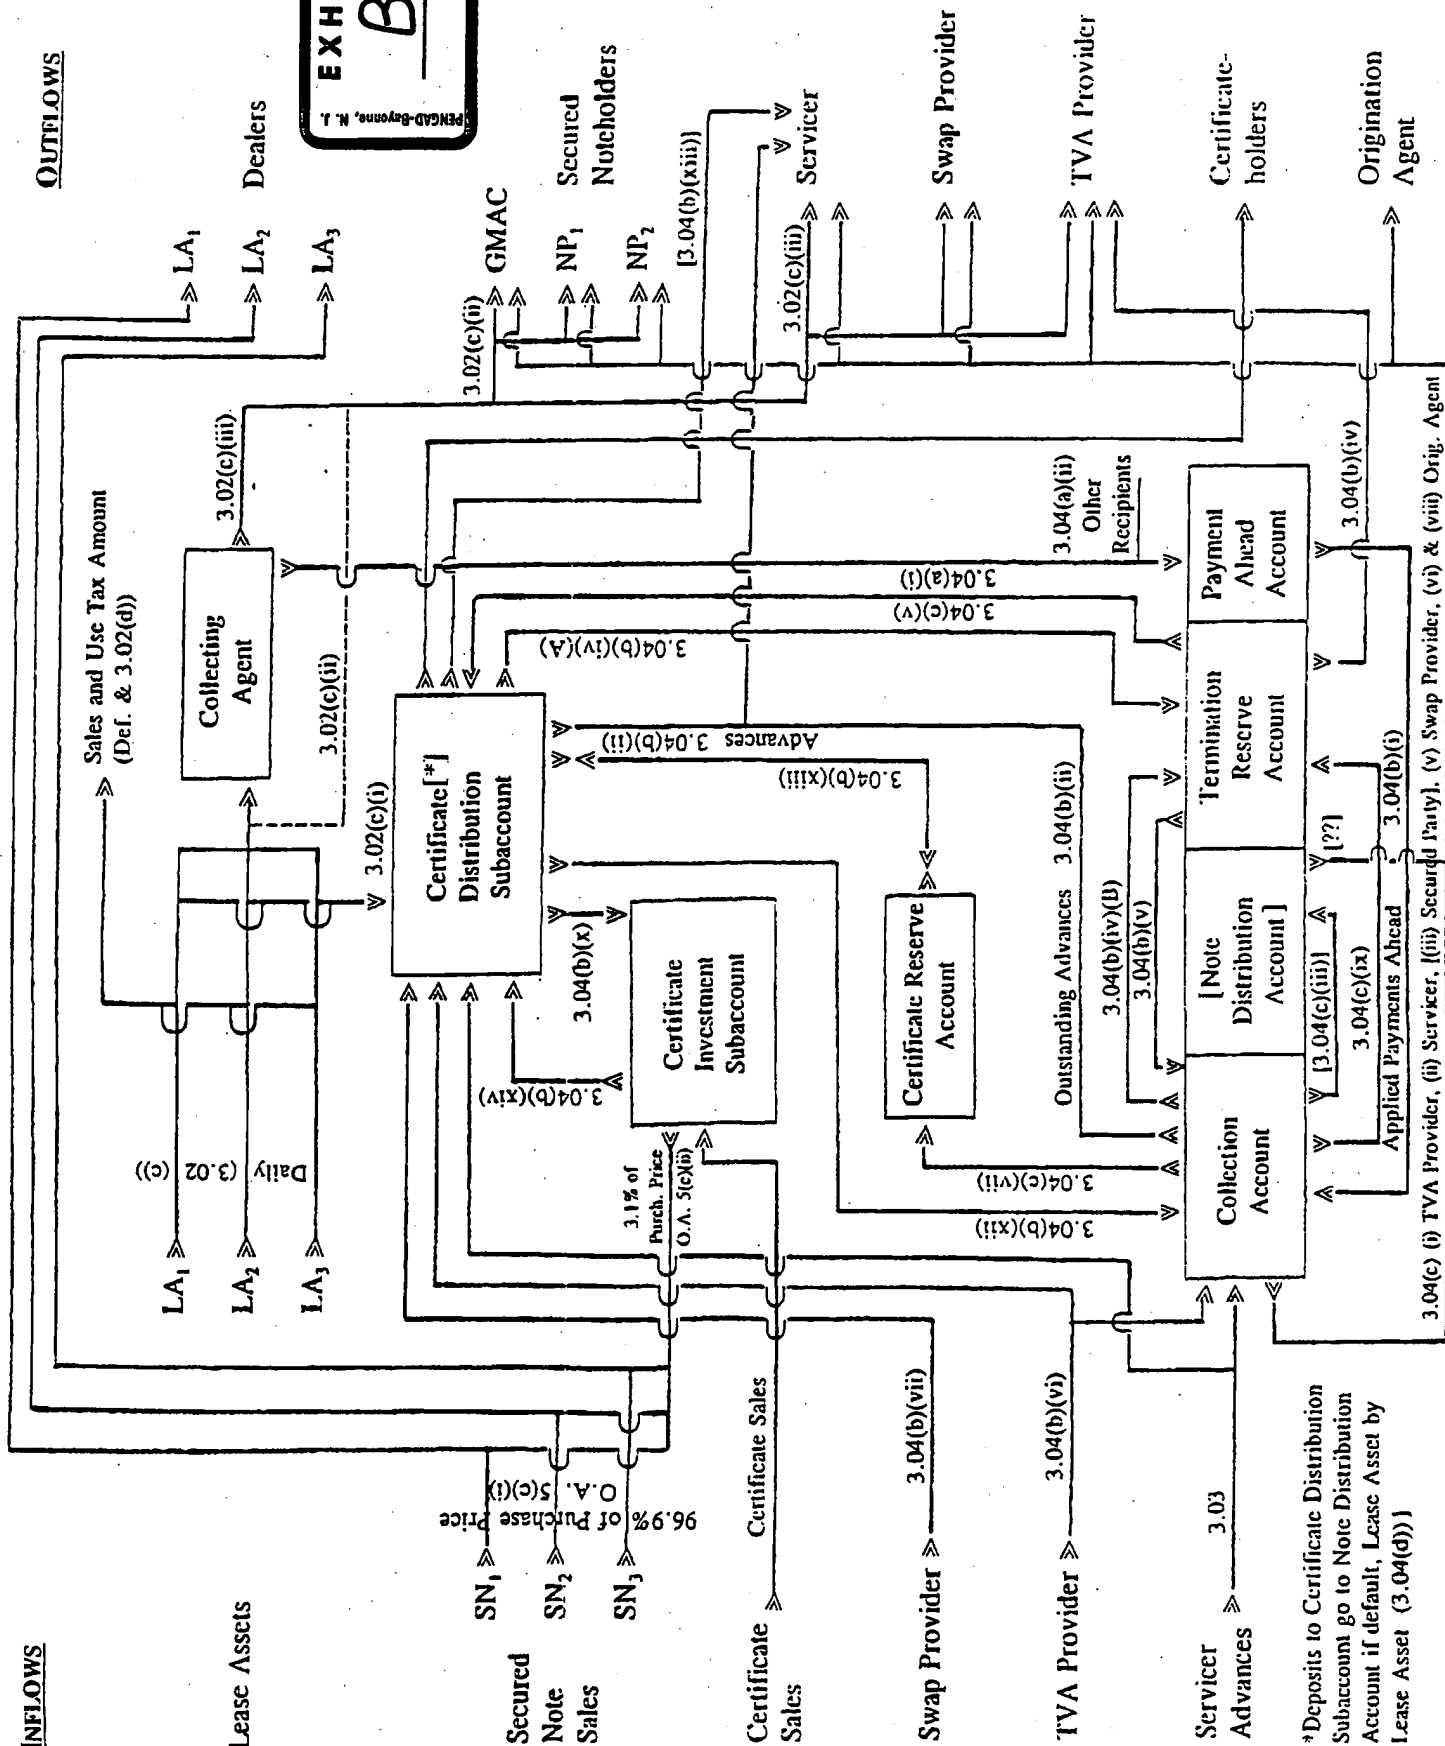 INFLOWS
OUTFLOWS
EXH
B
PENGAD-Bayonne, N. J.
Lease Assets
LA1
LA2
LA3
Daily (3.02 (c))
Sales and Use Tax Amount
(Def. & 3.02(d))
Collecting
Agent
3.02(c)(iii)
3.02(c)(ii)
3.02(c)(i)
LA1
LA2
LA3
Dealers
Secured
Note
Sales
SN1
SN2
SN3
96.9% of Purchase Price
O.A. 5(c)(i)
Certificate[*]
Distribution
Subaccount
3.02(c)(ii)
GMAC
NP1
NP2
Secured
Noteholders
3.04(b)(x)
3.04(b)(xiv)
Certificate
Investment
Subaccount
3.1% of
Purch. Price
O.A. 5(c)(ii)
Advances 3.04(b)(ii)
3.04(b)(iv)(A)
[3.04(b)(xiii)]
3.02(c)(iii)
Servicer
Certificate
Sales
Certificate Sales
3.04(b)(xiii)
Certificate Reserve
Account
3.04(c)(v)
3.04(a)(i)
Swap Provider
3.04(b)(vii)
Swap Provider
3.04(b)(xii)
3.04(c)(vii)
Outstanding Advances 3.04(b)(ii)
3.04(a)(ii)
Other
Recipients
TVA Provider
3.04(b)(vi)
TVA Provider
3.04(b)(iv)(B)
3.04(b)(v)
Servicer
Advances
3.03
Collection
Account
[Note
Distribution
Account]
Termination
Reserve
Account
Payment
Ahead
Account
Certificate-
holders
[3.04(c)(iii)]
[??]
3.04(c)(ix)
3.04(b)(iv)
Applied Payments Ahead 3.04(b)(i)
Origination
Agent
*Deposits to Certificate Distribution
Subaccount go to Note Distribution
Account if default, Lease Asset by
Lease Asset (3.04(d))]
3.04(c) (i) TVA Provider, (ii) Servicer, [(iii) Secured Party], (v) Swap Provider, (vi) & (viii) Orig. Agent